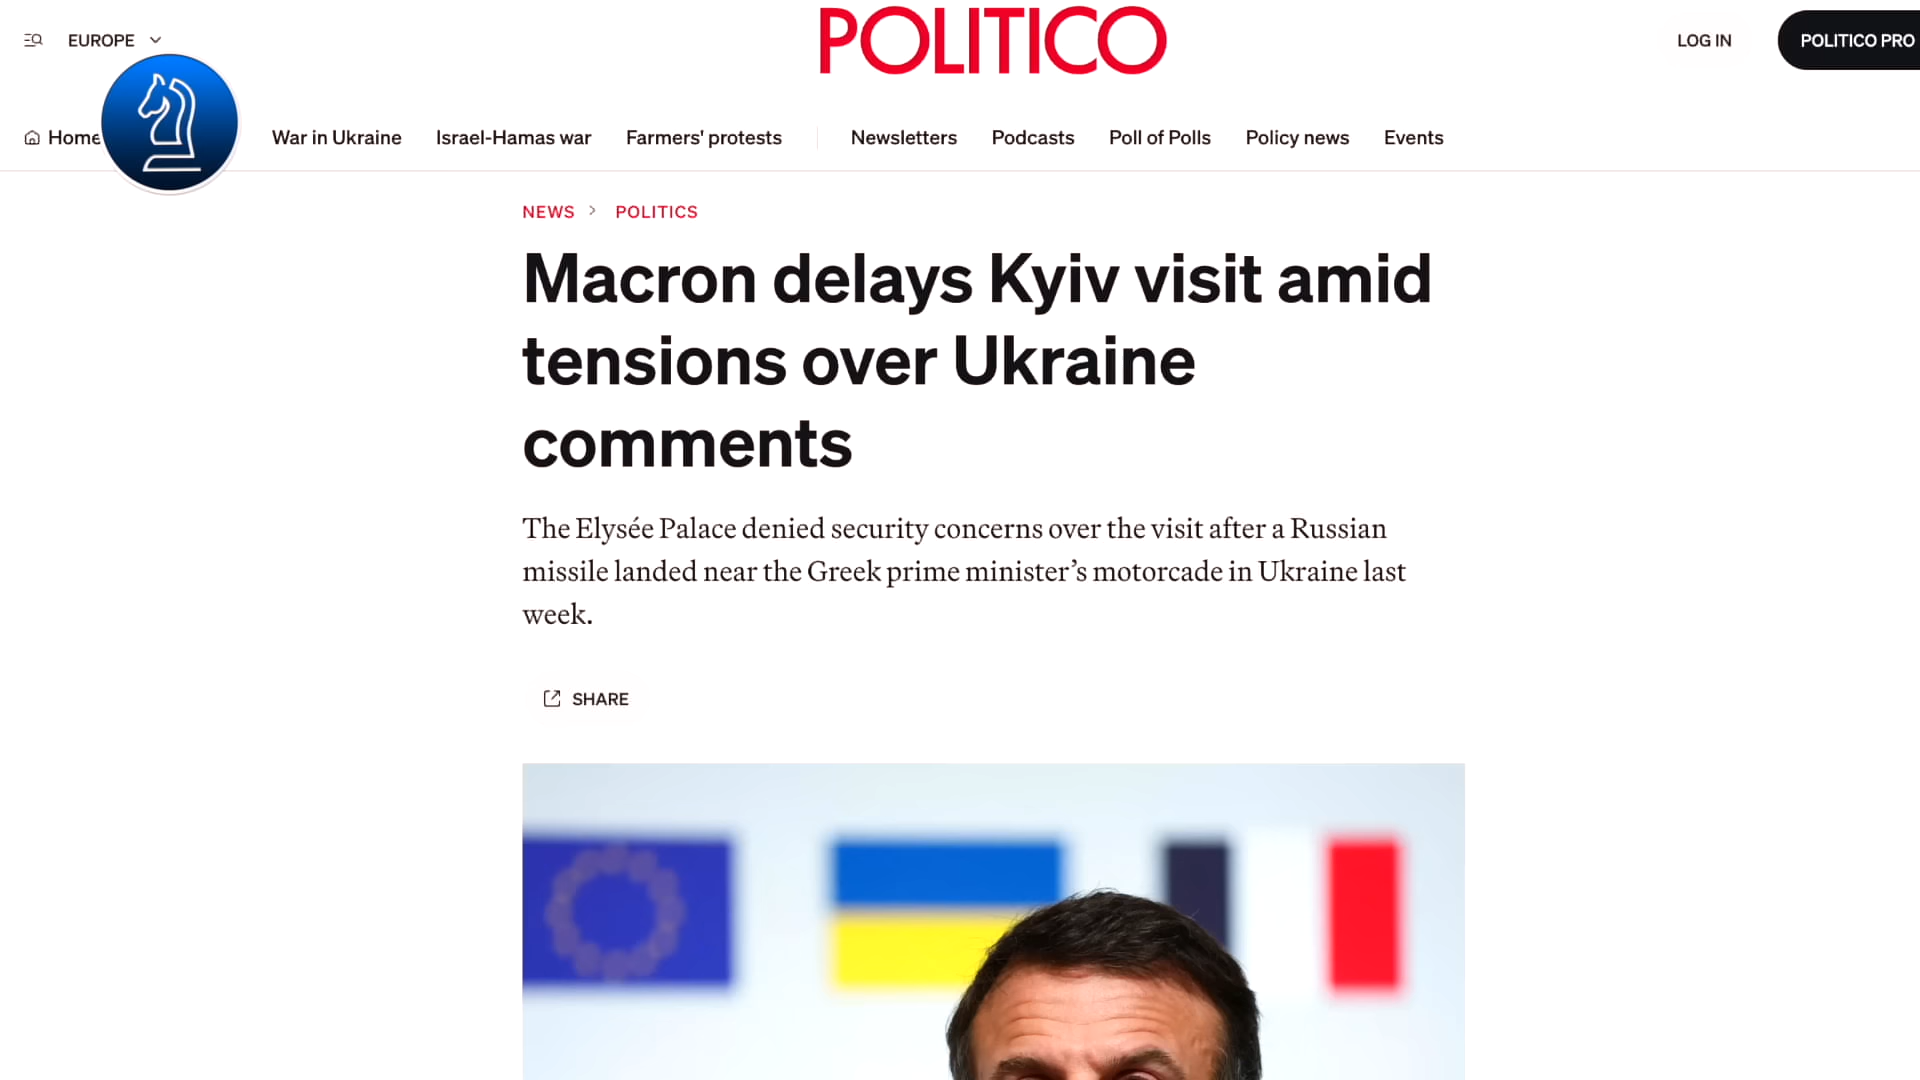 EUROPE
POLITICO
LOG IN
POLITICO PRO
Home
War in Ukraine
Israel-Hamas war
Farmers' protests
Newsletters
Podcasts
Poll of Polls
Policy news
Events
NEWS
POLITICS
Macron delays Kyiv visit amid
tensions over Ukraine
comments
The Elysée Palace denied security concerns over the visit after a Russian
missile landed near the Greek prime minister’s motorcade in Ukraine last
week.
SHARE